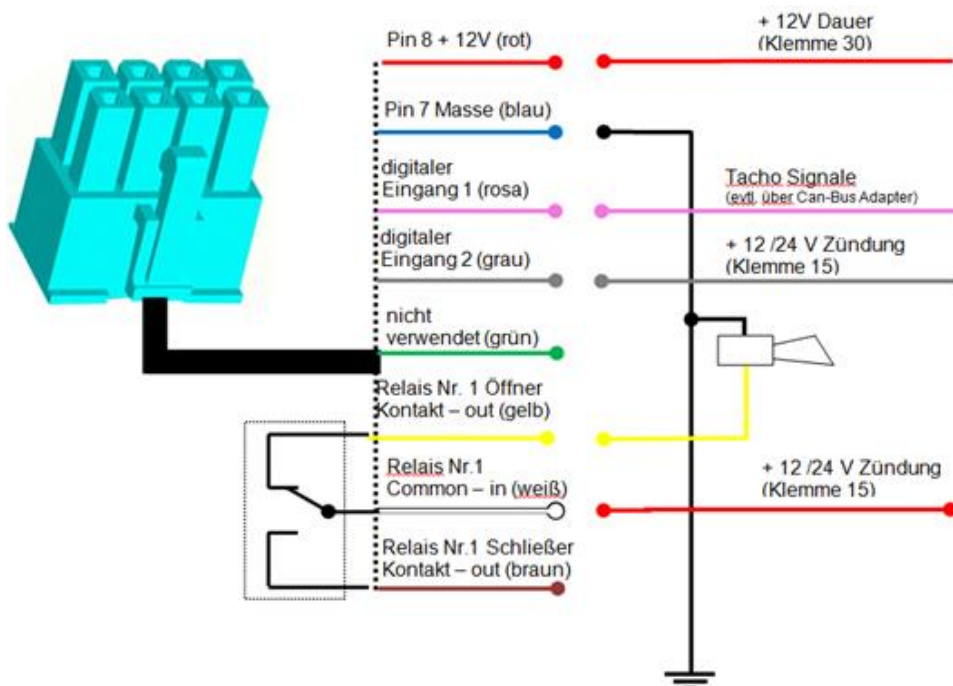 Pin 8 + 12V (rot)
+ 12V Dauer
(Klemme 30)
Pin 7 Masse (blau)
digitaler
Eingang 1 (rosa)
Tacho Signale
(evtl. über Can-Bus Adapter)
digitaler
Eingang 2 (grau)
+ 12 /24 V Zündung
(Klemme 15)
nicht
verwendet (grün)
Relais Nr. 1 Öffner
Kontakt – out (gelb)
Relais Nr.1
Common – in (weiß)
+ 12 /24 V Zündung
(Klemme 15)
Relais Nr.1 Schließer
Kontakt – out (braun)